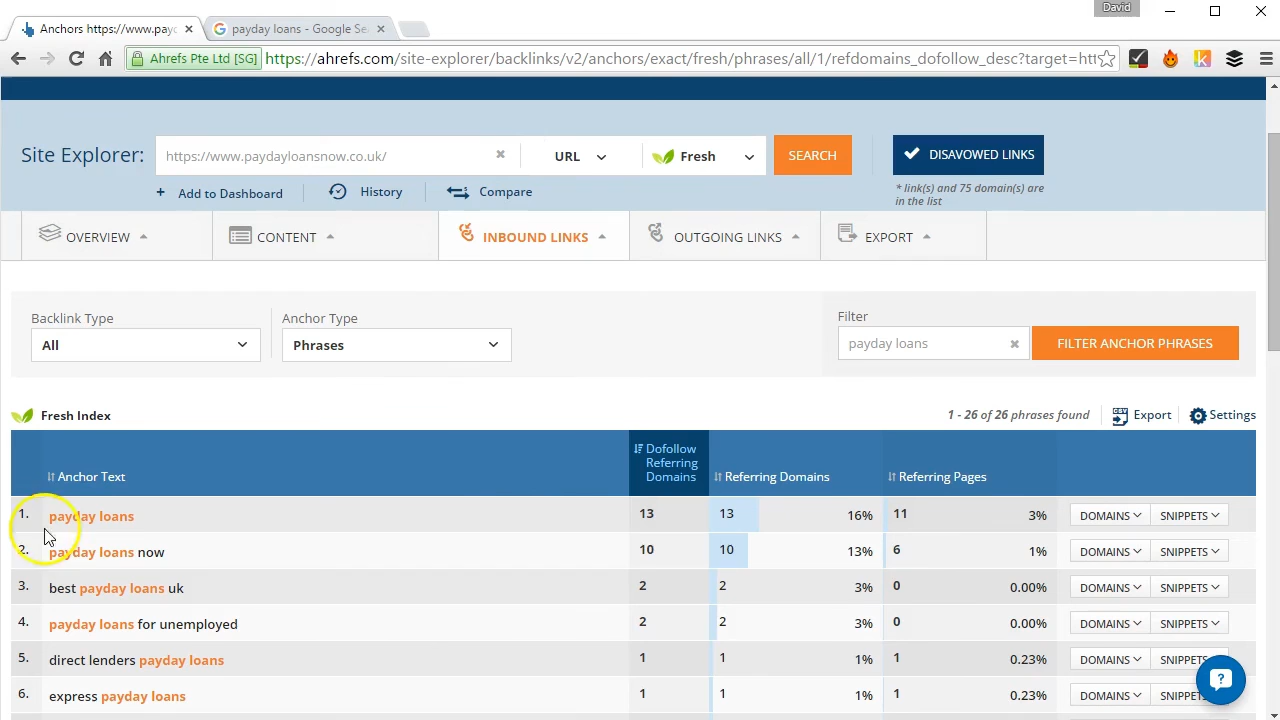 David
Anchors https://www.payc
payday loans - Google Se
Ahrefs Pte Ltd [SG]
https://ahrefs.com/site-explorer/backlinks/v2/anchors/exact/fresh/phrases/all/1/refdomains_dofollow_desc?target=htt
Site Explorer:
https://www.paydayloansnow.co.uk/
URL
Fresh
SEARCH
DISAVOWED LINKS
+ Add to Dashboard
History
Compare
* link(s) and 75 domain(s) are
in the list
OVERVIEW
CONTENT
INBOUND LINKS
OUTGOING LINKS
EXPORT
Backlink Type
Anchor Type
Filter
All
Phrases
payday loans
FILTER ANCHOR PHRASES
Fresh Index
1 - 26 of 26 phrases found
Export
Settings
Anchor Text
Dofollow
Referring
Domains
Referring Domains
Referring Pages
1. payday loans 13 13 16% 11 3% DOMAINS SNIPPETS
2. payday loans now 10 10 13% 6 1% DOMAINS SNIPPETS
3. best payday loans uk 2 2 3% 0 0.00% DOMAINS SNIPPETS
4. payday loans for unemployed 2 2 3% 0 0.00% DOMAINS SNIPPETS
5. direct lenders payday loans 1 1 1% 1 0.23% DOMAINS SNIPPETS
6. express payday loans 1 1 1% 1 0.23% DOMAINS SNIPPETS